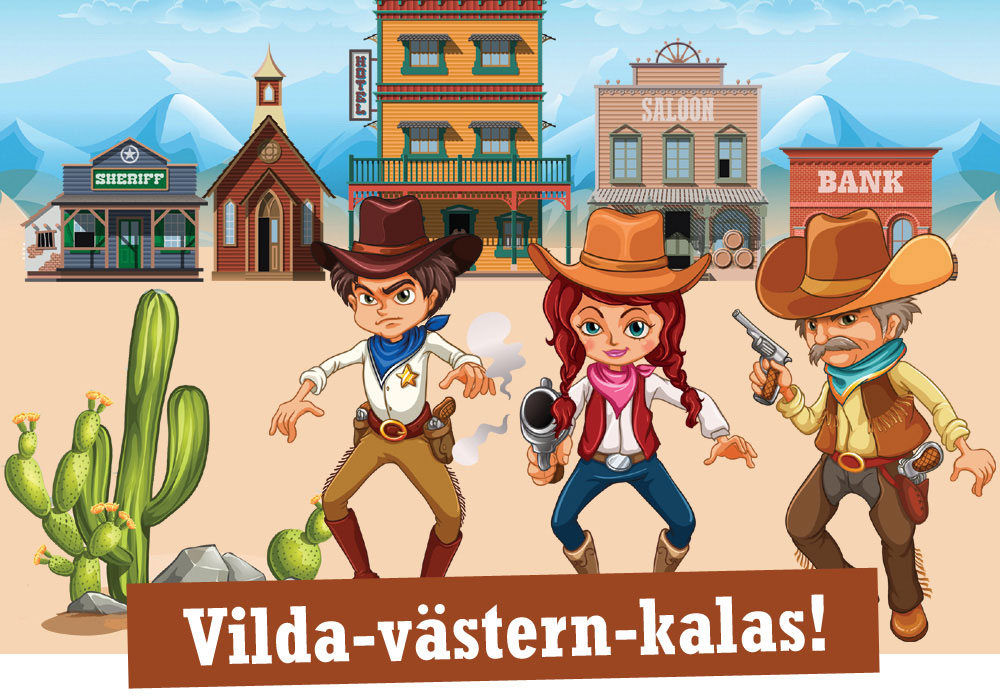 HOTEL
SALOON
SHERIFF
BANK
Vilda-västern-kalas!